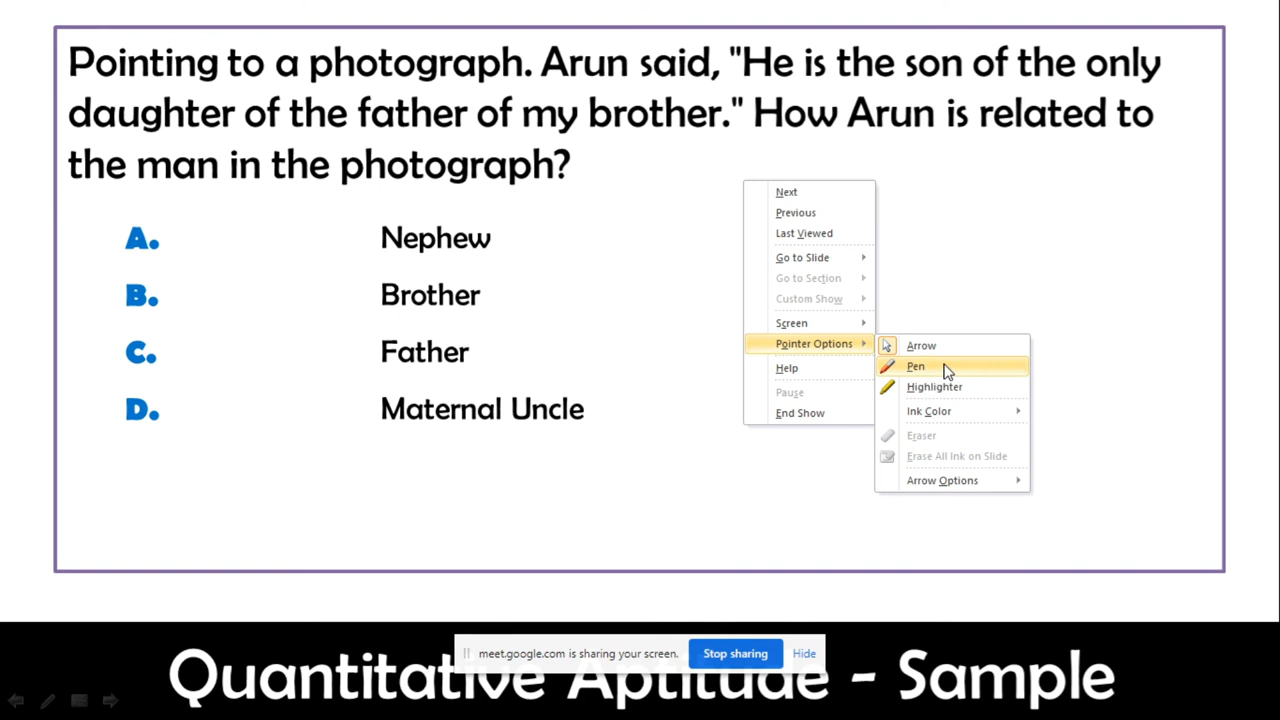 Pointing to a photograph. Arun said, "He is the son of the only
daughter of the father of my brother." How Arun is related to
the man in the photograph?
A. Nephew
B. Brother
C. Father
D. Maternal Uncle
Next
Previous
Last Viewed
Go to Slide
Go to Section
Custom Show
Screen
Pointer Options
Help
Pause
End Show
Arrow
Pen
Highlighter
Ink Color
Eraser
Erase All Ink on Slide
Arrow Options
meet.google.com is sharing your screen. Stop sharing Hide
Quantitative Aptitude - Sample